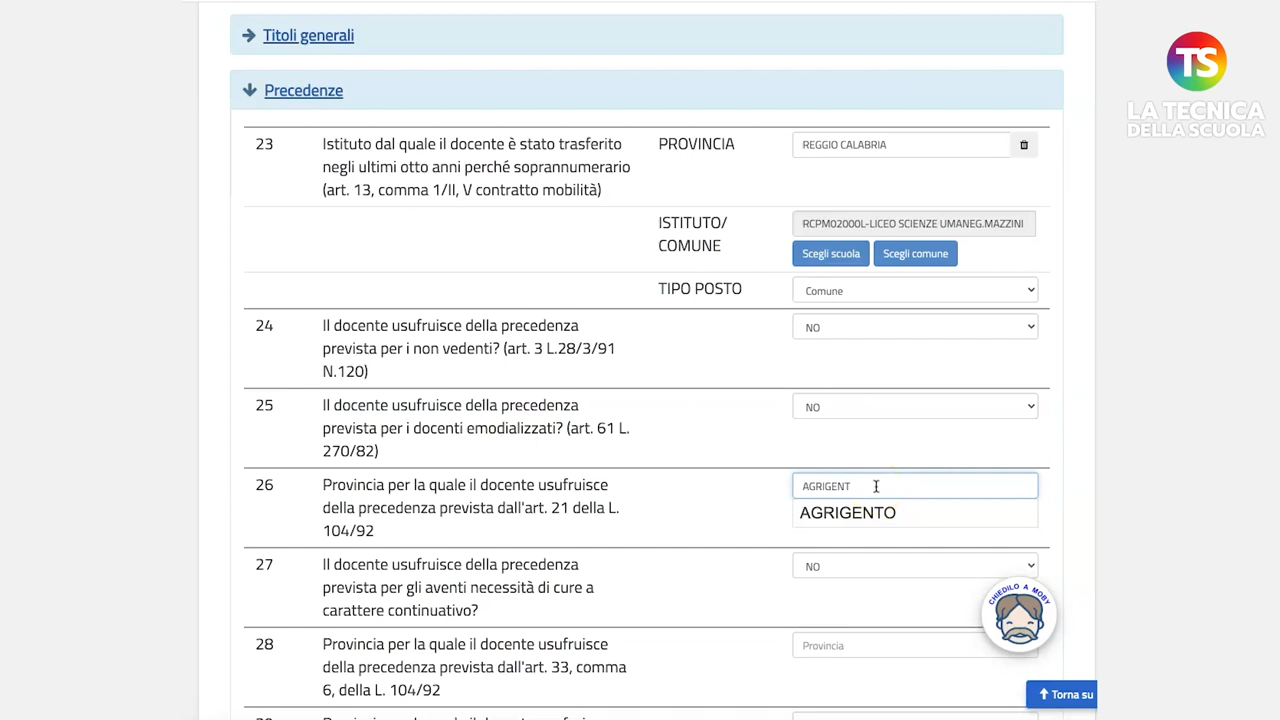 Titoli generali
TS
LA TECNICA
DELLA SCUOLA
Precedenze
23 Istituto dal quale il docente è stato trasferito PROVINCIA REGGIO CALABRIA
negli ultimi otto anni perché soprannumerario
(art. 13, comma 1/II, V contratto mobilità)
ISTITUTO/ RCPM02000L-LICEO SCIENZE UMANEG.MAZZINI
COMUNE
Scegli scuola Scegli comune
TIPO POSTO Comune
24 Il docente usufruisce della precedenza NO
prevista per i non vedenti? (art. 3 L.28/3/91
N.120)
25 Il docente usufruisce della precedenza NO
prevista per i docenti emodializzati? (art. 61 L.
270/82)
26 Provincia per la quale il docente usufruisce AGRIGENT
della precedenza prevista dall'art. 21 della L. AGRIGENTO
104/92
27 Il docente usufruisce della precedenza NO
prevista per gli aventi necessità di cure a
carattere continuativo?
CHIEDILO A MOBY
28 Provincia per la quale il docente usufruisce Provincia
della precedenza prevista dall'art. 33, comma
6, della L. 104/92
Torna su